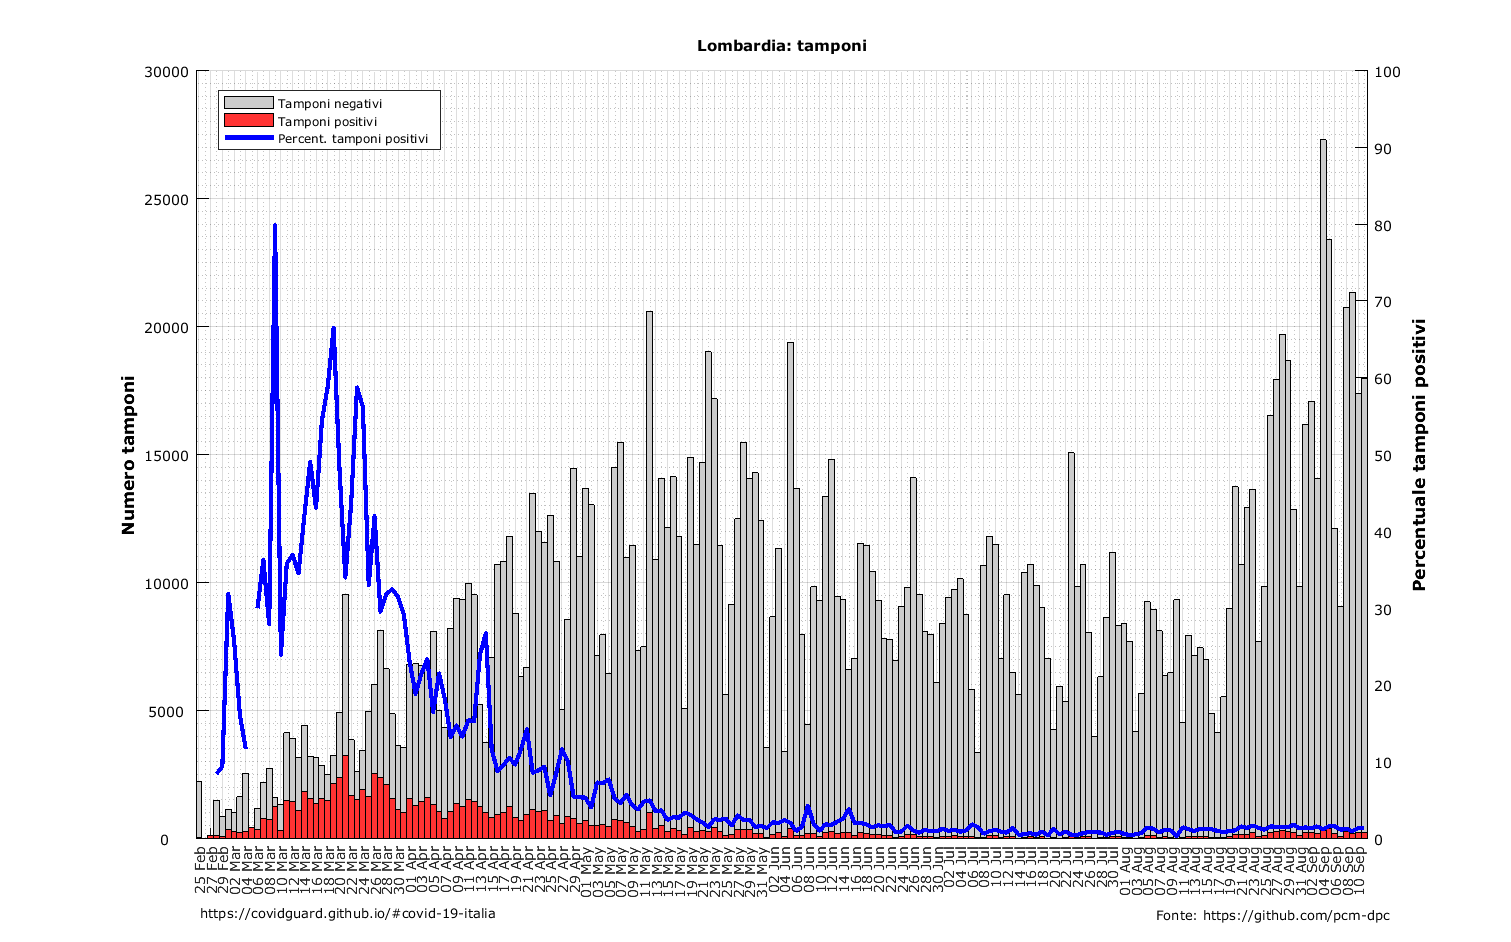 Lombardia: tamponi
30000
25000
20000
15000
10000
5000
0
Numero tamponi
Tamponi negativi
Tamponi positivi
Percent. tamponi positivi
100
90
80
70
60
50
40
30
20
10
0
Percentuale tamponi positivi
25 Feb
27 Feb
29 Feb
02 Mar
04 Mar
06 Mar
08 Mar
10 Mar
12 Mar
14 Mar
16 Mar
18 Mar
20 Mar
22 Mar
24 Mar
26 Mar
28 Mar
30 Mar
01 Apr
03 Apr
05 Apr
07 Apr
09 Apr
11 Apr
13 Apr
15 Apr
17 Apr
19 Apr
21 Apr
23 Apr
25 Apr
27 Apr
29 Apr
01 May
03 May
05 May
07 May
09 May
11 May
13 May
15 May
17 May
19 May
21 May
23 May
25 May
27 May
29 May
31 May
02 Jun
04 Jun
06 Jun
08 Jun
10 Jun
12 Jun
14 Jun
16 Jun
18 Jun
20 Jun
22 Jun
24 Jun
26 Jun
28 Jun
30 Jun
02 Jul
04 Jul
06 Jul
08 Jul
10 Jul
12 Jul
14 Jul
16 Jul
18 Jul
20 Jul
22 Jul
24 Jul
26 Jul
28 Jul
30 Jul
01 Aug
03 Aug
05 Aug
07 Aug
09 Aug
11 Aug
13 Aug
15 Aug
17 Aug
19 Aug
21 Aug
23 Aug
25 Aug
27 Aug
29 Aug
31 Aug
02 Sep
04 Sep
06 Sep
08 Sep
10 Sep
https://covidguard.github.io/#covid-19-italia
Fonte: https://github.com/pcm-dpc